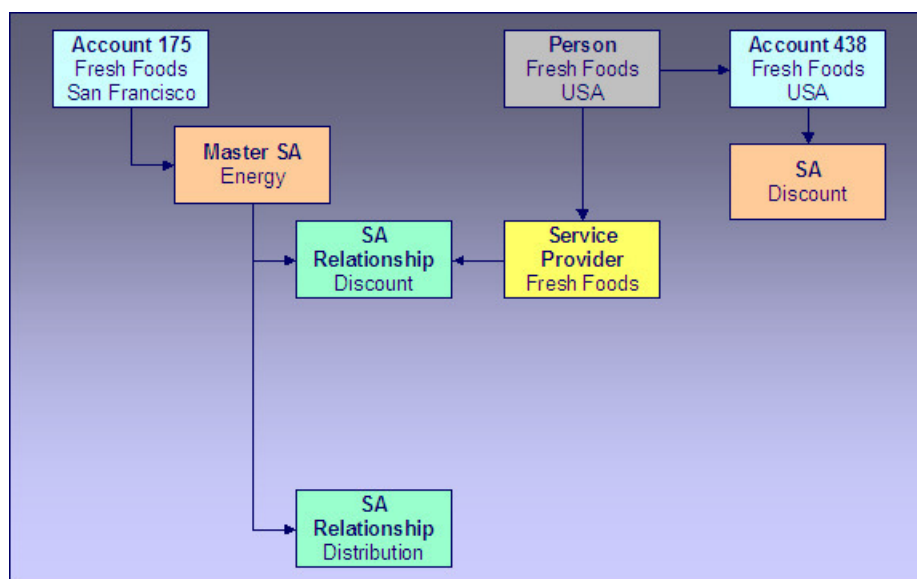 Account 175
Fresh Foods
San Francisco
Person
Fresh Foods
USA
Account 438
Fresh Foods
USA
Master SA
Energy
SA
Discount
SA
Relationship
Discount
Service
Provider
Fresh Foods
SA
Relationship
Distribution